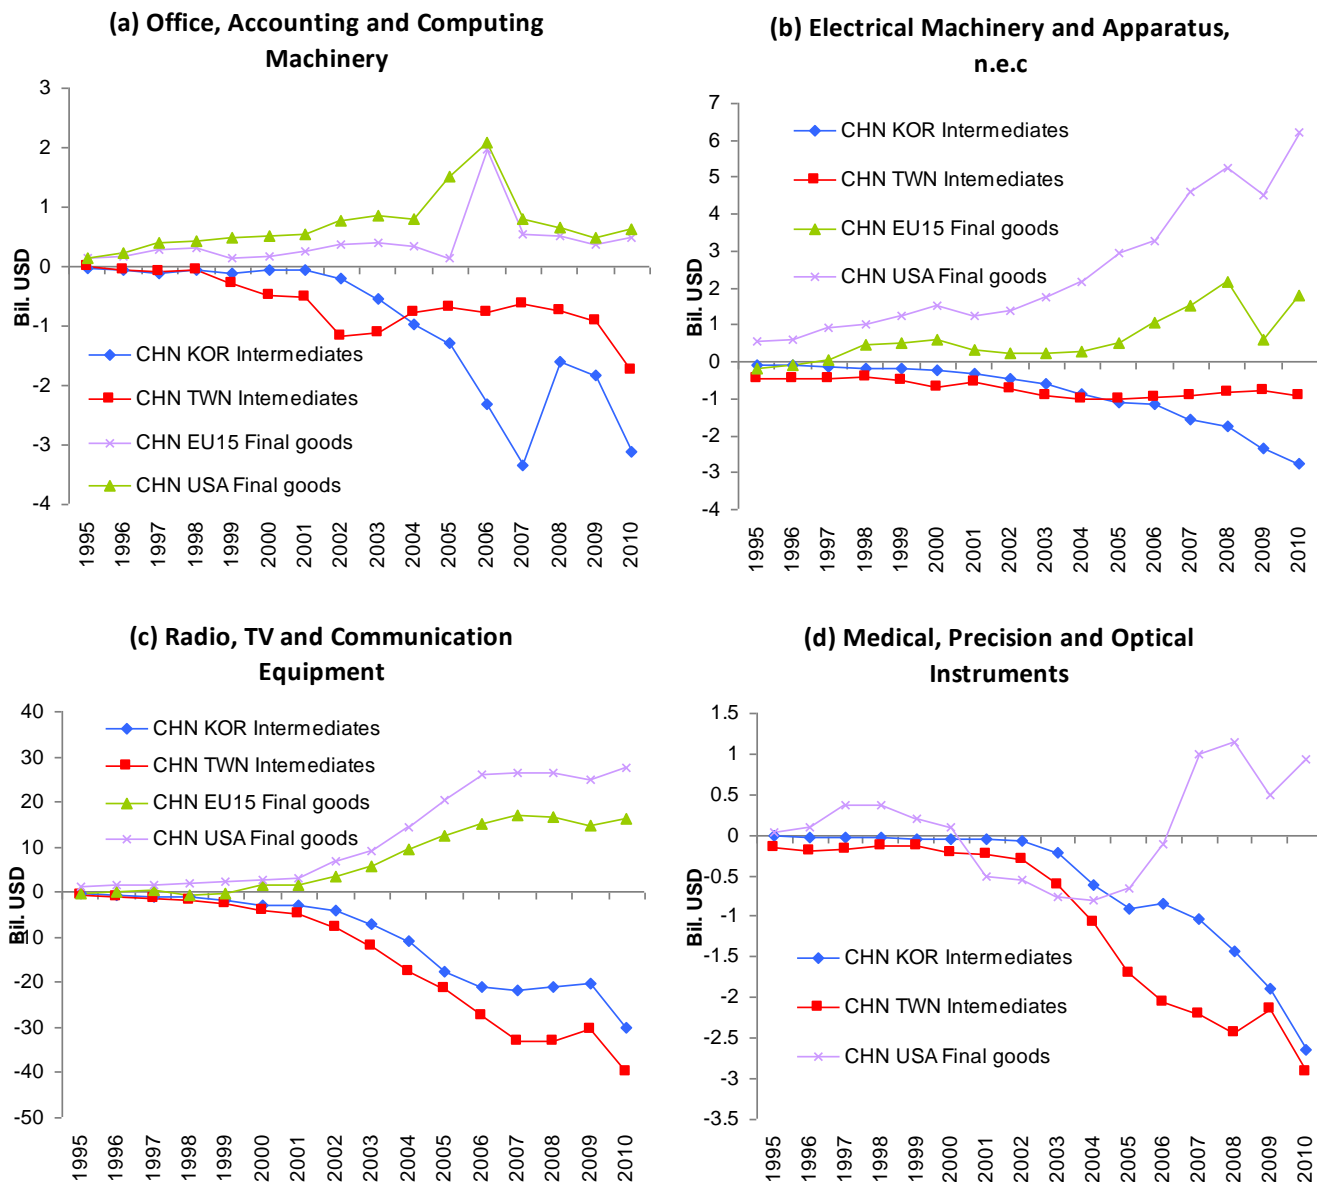 (a) Office, Accounting and Computing
Machinery
3
2
1
0
-1
-2
-3
-4
Bil. USD
CHN KOR Intermediates
CHN TWN Intemediates
CHN EU15 Final goods
CHN USA Final goods
1995 1996 1997 1998 1999 2000 2001 2002 2003 2004 2005 2006 2007 2008 2009 2010
(b) Electrical Machinery and Apparatus,
n.e.c
7
6
5
4
3
2
1
0
-1
-2
-3
-4
Bil. USD
CHN KOR Intermediates
CHN TWN Intemediates
CHN EU15 Final goods
CHN USA Final goods
1995 1996 1997 1998 1999 2000 2001 2002 2003 2004 2005 2006 2007 2008 2009 2010
(c) Radio, TV and Communication
Equipment
40
30
20
10
0
-10
-20
-30
-40
-50
Bil. USD
CHN KOR Intermediates
CHN TWN Intemediates
CHN EU15 Final goods
CHN USA Final goods
1995 1996 1997 1998 1999 2000 2001 2002 2003 2004 2005 2006 2007 2008 2009 2010
(d) Medical, Precision and Optical
Instruments
1.5
1
0.5
0
-0.5
-1
-1.5
-2
-2.5
-3
-3.5
Bil. USD
CHN KOR Intermediates
CHN TWN Intemediates
CHN USA Final goods
1995 1996 1997 1998 1999 2000 2001 2002 2003 2004 2005 2006 2007 2008 2009 2010